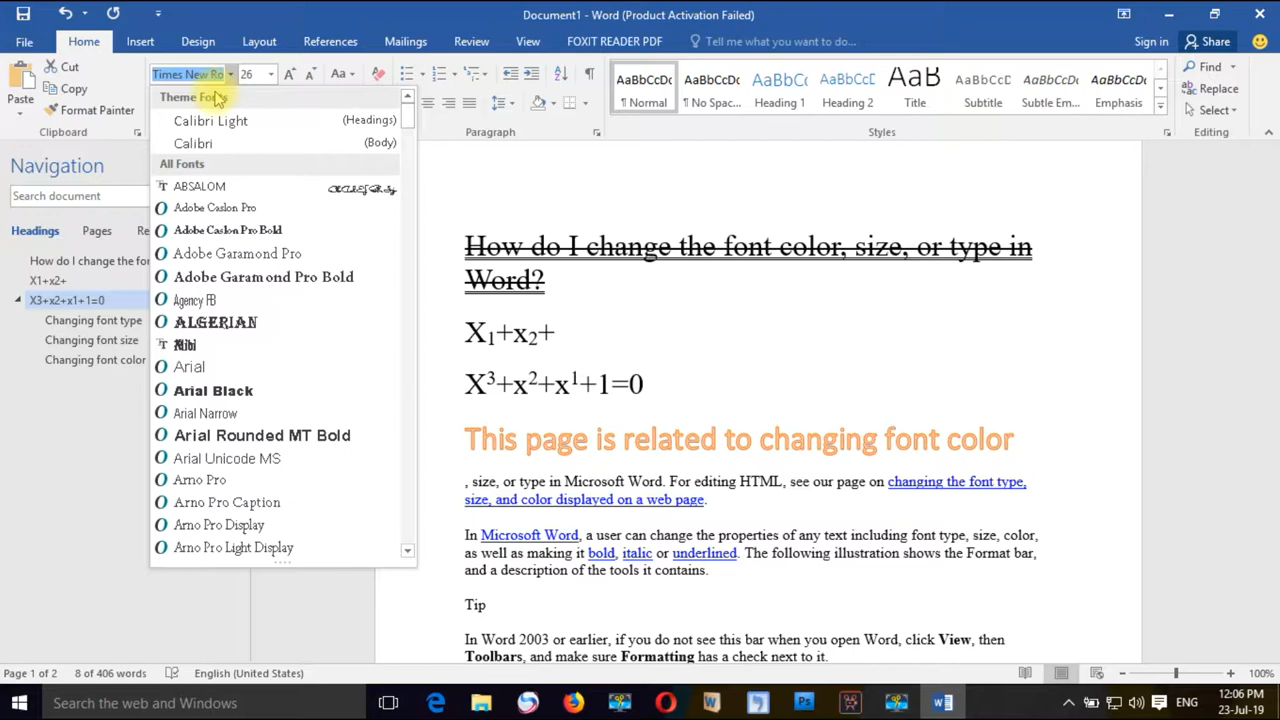 Document1 - Word (Product Activation Failed)
File Home Insert Design Layout References Mailings Review View FOXIT READER PDF Tell me what you want to do... Sign in Share
Cut
Copy
Format Painter
Paste
Clipboard
Times New Ro 26
Aa
Paragraph
AaBbCcDc AaBbCcDc AaBbCc AaBbCcD AaB AaBbCcD AaBbCcDc AaBbCcDc
¶ Normal ¶ No Spac... Heading 1 Heading 2 Title Subtitle Subtle Em... Emphasis
Styles
Find
Replace
Select
Editing
Theme Fonts
Calibri Light (Headings)
Calibri (Body)
All Fonts
ABSALOM
Adobe Caslon Pro
Adobe Caslon Pro Bold
Adobe Garamond Pro
Adobe Garamond Pro Bold
Agency FB
ALGERIAN
Arial
Arial Black
Arial Narrow
Arial Rounded MT Bold
Arial Unicode MS
Arno Pro
Arno Pro Caption
Arno Pro Display
Arno Pro Light Display
Navigation
Search document
Headings Pages Re
How do I change the fo
X1+x2+
X3+x2+x1+1=0
Changing font type
Changing font size
Changing font color
How do I change the font color, size, or type in
Word?
X₁+x₂+
X³+x²+x¹+1=0
This page is related to changing font color
, size, or type in Microsoft Word. For editing HTML, see our page on changing the font type,
size, and color displayed on a web page.
In Microsoft Word, a user can change the properties of any text including font type, size, color,
as well as making it bold, italic or underlined. The following illustration shows the Format bar,
and a description of the tools it contains.
Tip
In Word 2003 or earlier, if you do not see this bar when you open Word, click View, then
Toolbars, and make sure Formatting has a check next to it.
Page 1 of 2 8 of 406 words English (United States) 100%
Search the web and Windows
ENG
12:06 PM
23-Jul-19